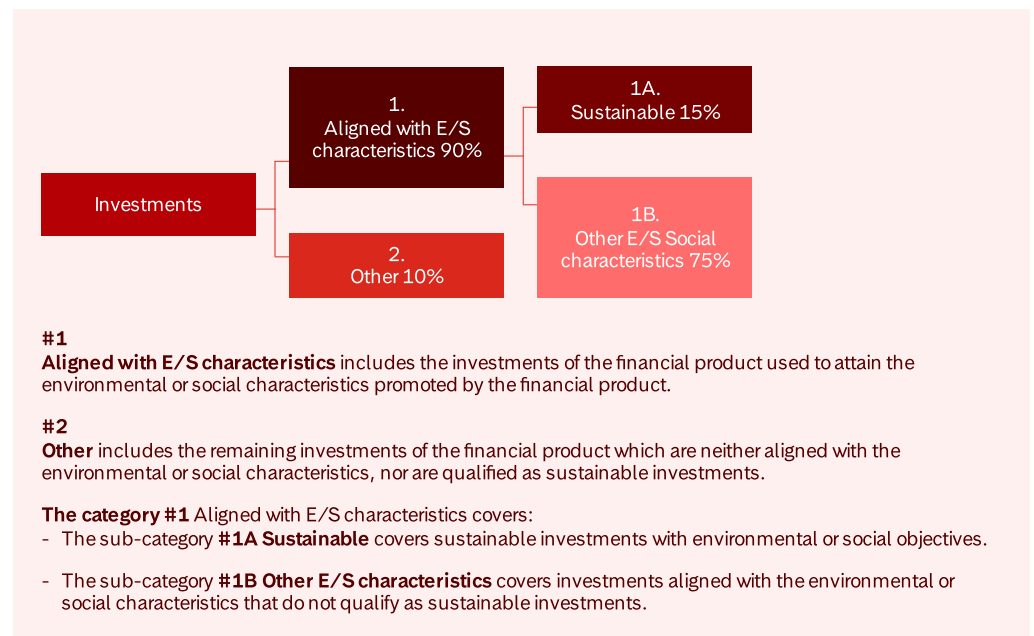 Investments
1.
Aligned with E/S
characteristics 90%
2.
Other 10%
1A.
Sustainable 15%
1B.
Other E/S Social
characteristics 75%
#1
Aligned with E/S characteristics includes the investments of the financial product used to attain the
environmental or social characteristics promoted by the financial product.
#2
Other includes the remaining investments of the financial product which are neither aligned with the
environmental or social characteristics, nor are qualified as sustainable investments.
The category #1 Aligned with E/S characteristics covers:
- The sub-category #1A Sustainable covers sustainable investments with environmental or social objectives.
- The sub-category #1B Other E/S characteristics covers investments aligned with the environmental or
social characteristics that do not qualify as sustainable investments.